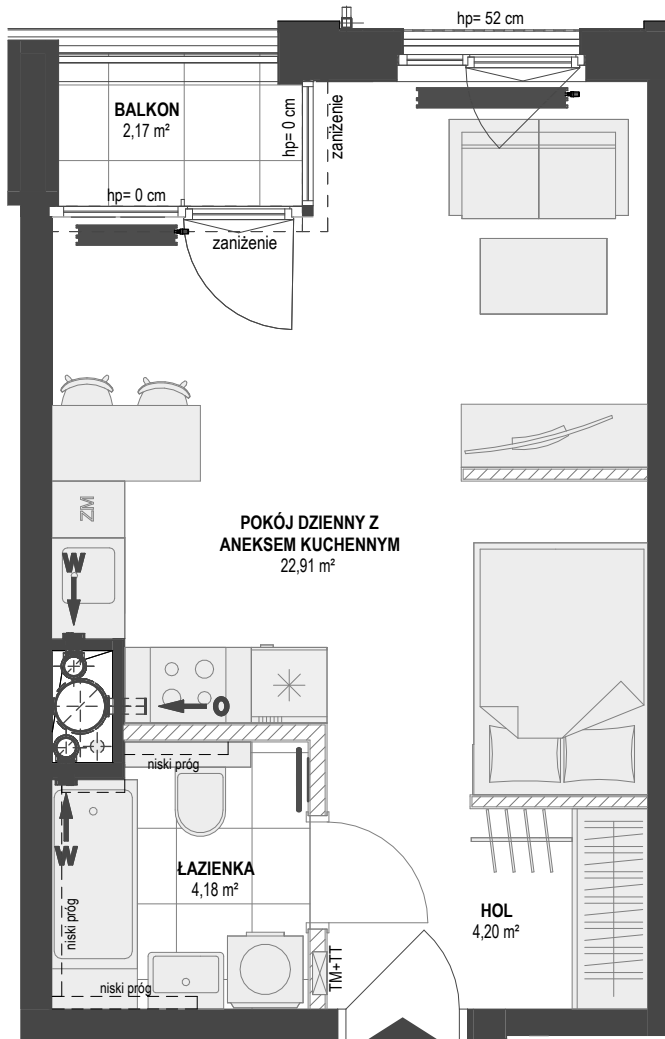 hp= 52 cm
BALKON
2,17 m²
hp= 0 cm
zaniżenie
hp= 0 cm
zaniżenie
ZM
POKÓJ DZIENNY Z
ANEKSEM KUCHENNYM
22,91 m²
W
O
niski próg
W
ŁAZIENKA
4,18 m²
niski próg
HOL
4,20 m²
TM+TT
niski próg